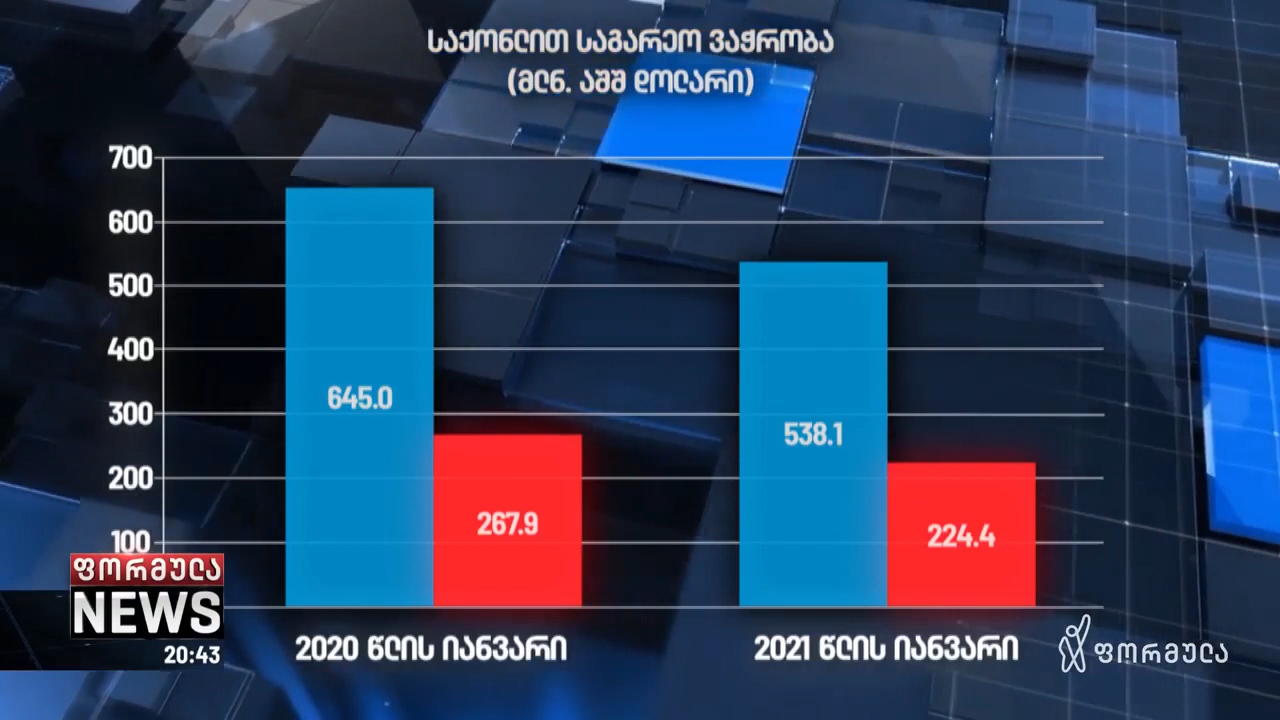 საქონლით საგარეო ვაჭრობა
(მლნ. აშშ დოლარი)
700
600
500
400
300
200
100
645.0
267.9
538.1
224.4
2020 წლის იანვარი
2021 წლის იანვარი
ფორმულა
NEWS
20:43
ფორმულა